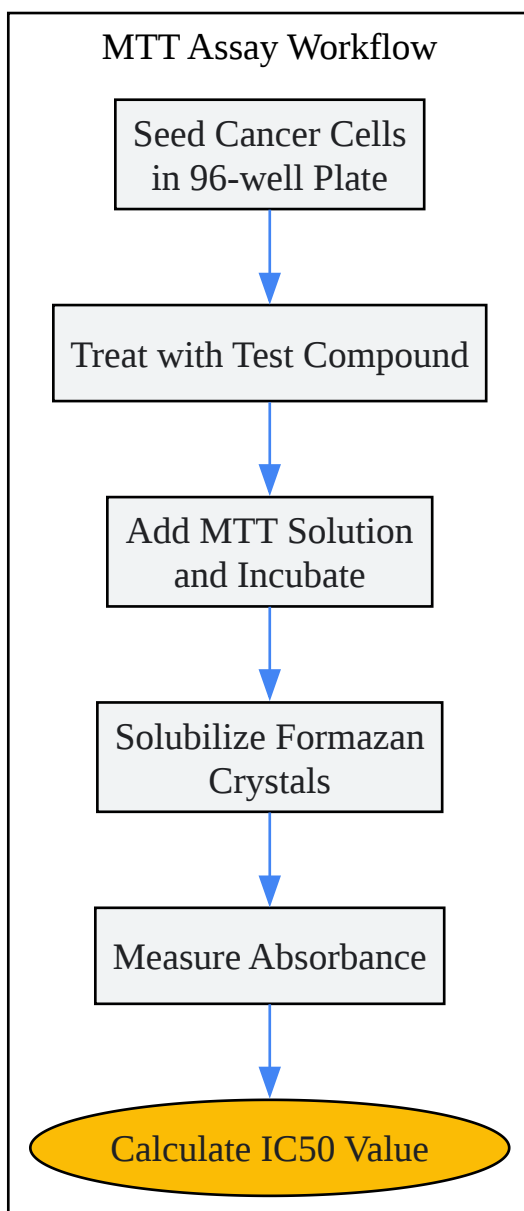 MTT Assay Workflow
Seed Cancer Cells
in 96-well Plate
Treat with Test Compound
Add MTT Solution
and Incubate
Solubilize Formazan
Crystals
Measure Absorbance
Calculate IC50 Value